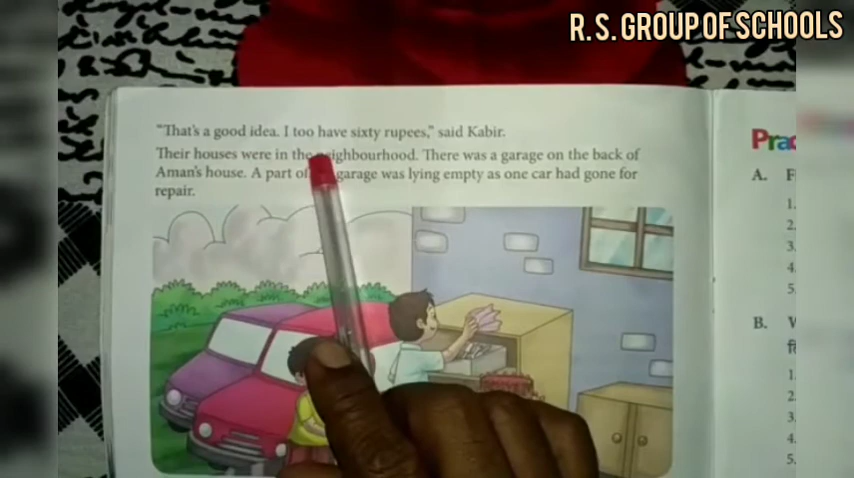 R.S. GROUP OF SCHOOLS
"That's a good idea. I too have sixty rupees," said Kabir.
Their houses were in the neighbourhood. There was a garage on the back of
Aman's house. A part of garage was lying empty as one car had gone for
repair.
A.
1.
2.
3.
4.
5.
B.
1.
2.
3.
4.
5.